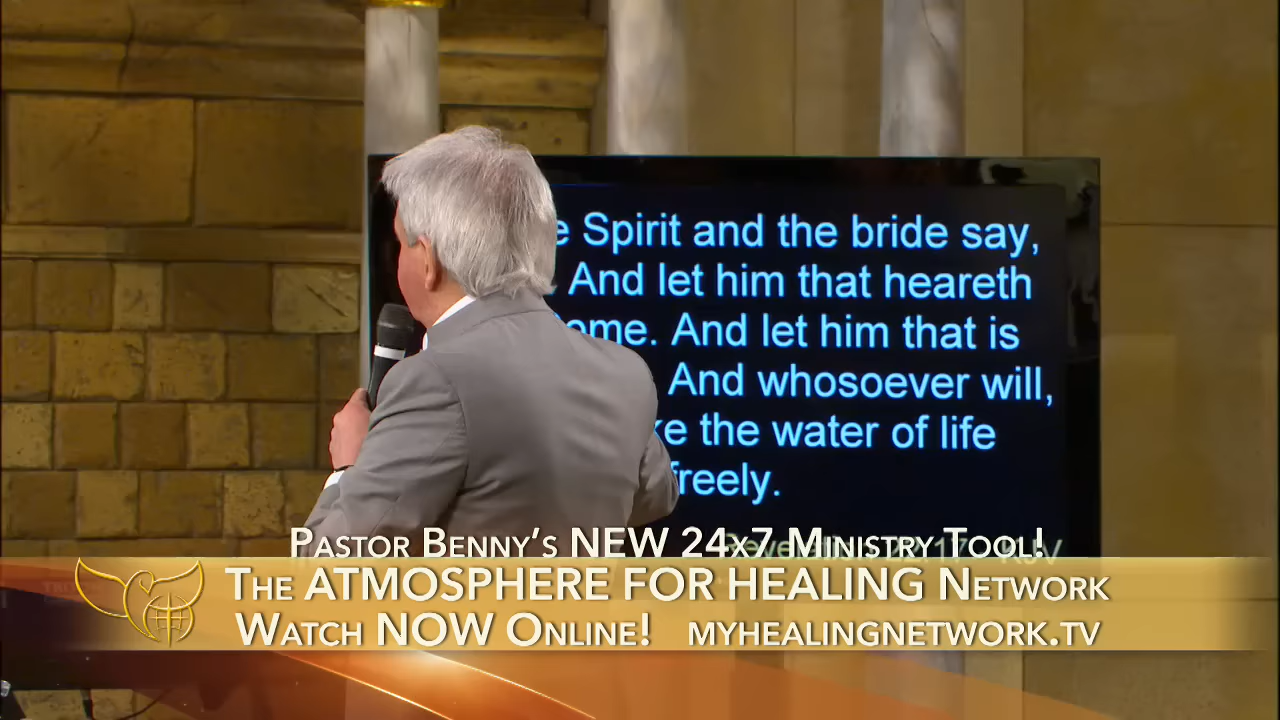 Spirit and the bride say,
And let him that heareth
And let him that is
And whosoever will,
the water of life
freely.
PASTOR BENNY'S NEW 24X7 MINISTRY TOOL!
THE ATMOSPHERE FOR HEALING NETWORK
WATCH NOW ONLINE! MYHEALINGNETWORK.TV